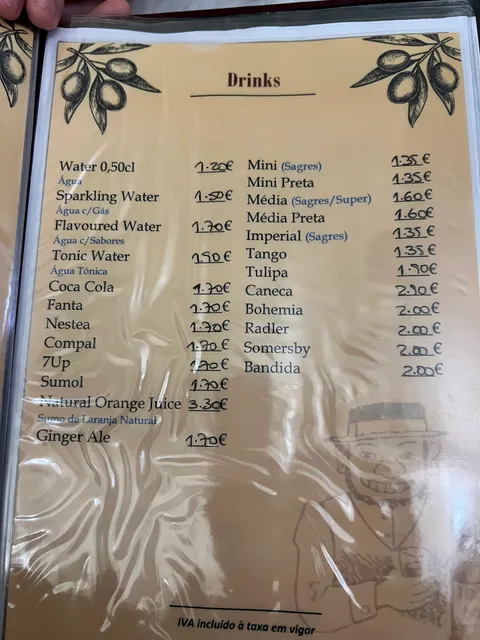 Drinks
Water 0,50cl 1.20€
Água
Sparkling Water 1.50€
Água c/Gás
Flavoured Water 1.70€
Água c/Sabores
Tonic Water 1.90€
Água Tónica
Coca Cola 1.70€
Fanta 1.70€
Nestea 1.70€
Compal 1.70€
7Up 1.70€
Sumol 1.70€
Natural Orange Juice 3.30€
Sumo de Laranja Natural
Ginger Ale 1.70€
Mini (Sagres) 1.35€
Mini Preta 1.35€
Média (Sagres/Super) 1.60€
Média Preta 1.60€
Imperial (Sagres) 1.35€
Tango 1.35€
Tulipa 1.90€
Caneca 2.90€
Bohemia 2.00€
Radler 2.00€
Somersby 2.00€
Bandida 2.00€
IVA incluido à taxa em vigor